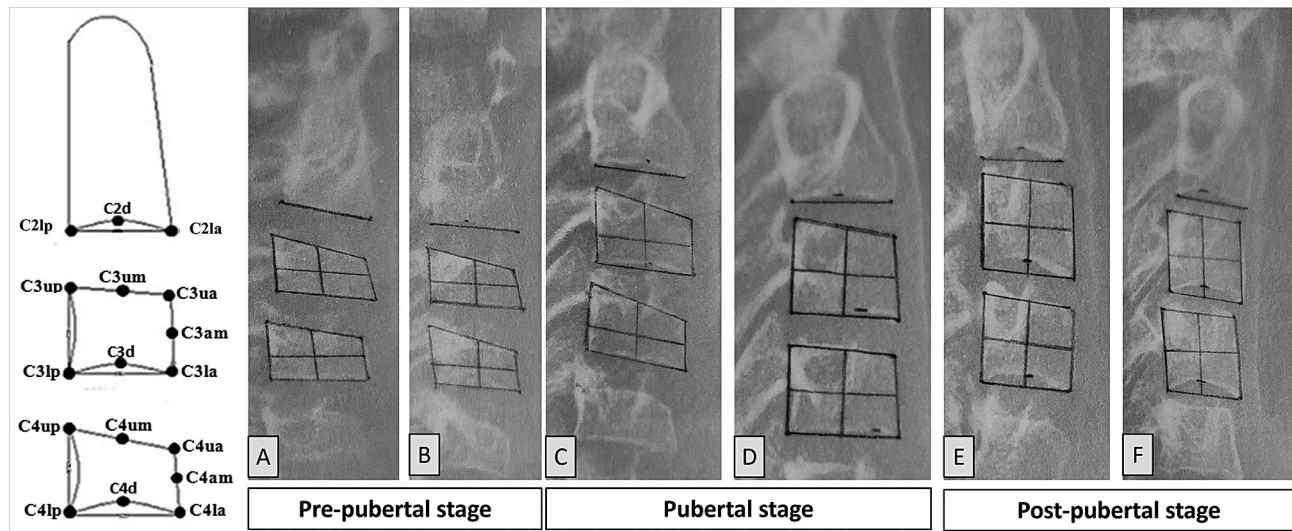 C2d
C2lp C2la
C3um
C3up C3ua
C3am
C3d
C3lp C3la
C4um
C4up C4ua
C4am
C4d
C4lp C4la
A B C D E F
Pre-pubertal stage Pubertal stage Post-pubertal stage